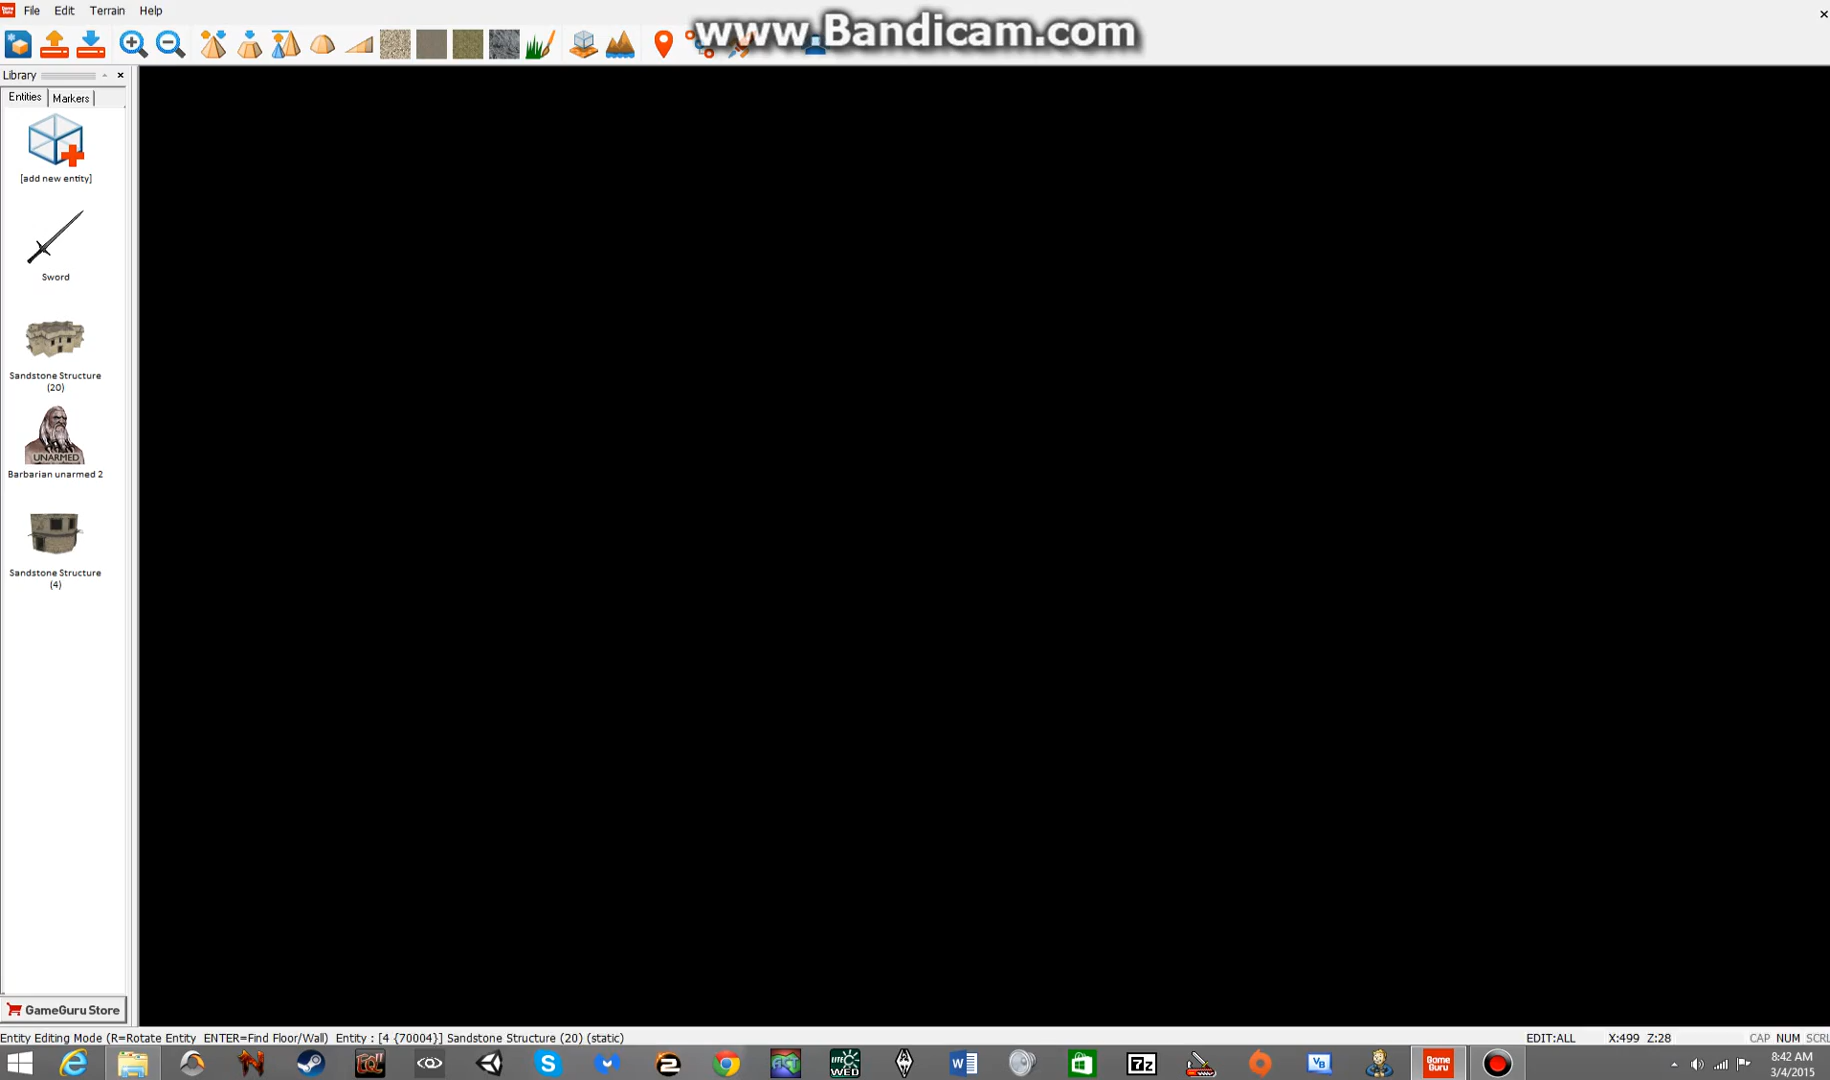 File Edit Terrain Help
www.Bandicam.com
Library
Entities Markers
[add new entity]
Sword
Sandstone Structure
(20)
UNARMED
Barbarian unarmed 2
Sandstone Structure
(4)
GameGuru Store
Entity Editing Mode (R=Rotate Entity ENTER=Find Floor/Wall) Entity : [4 {70004}] Sandstone Structure (20) (static) EDIT:ALL X:499 Z:28 CAP NUM SCRL
Game
Guru
8:42 AM
3/4/2015